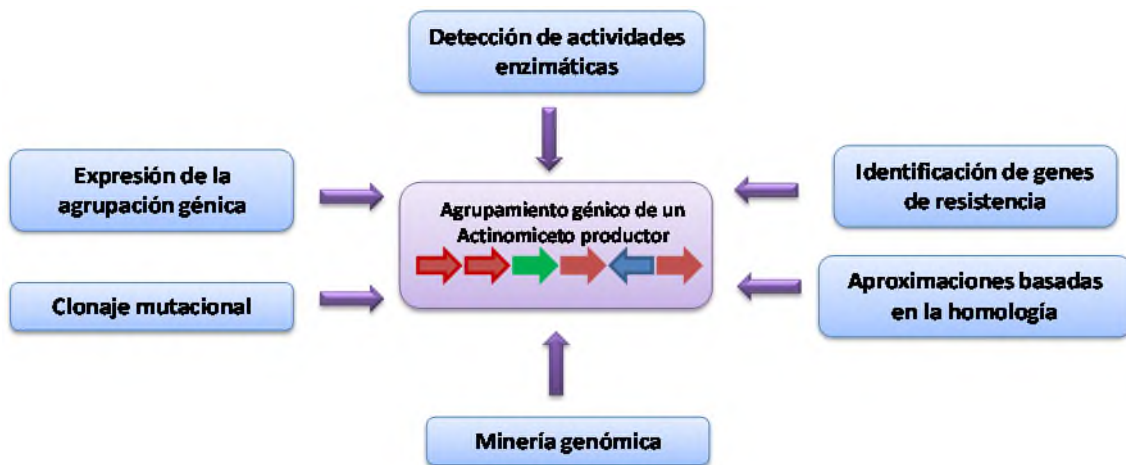 Detección de actividades
enzimáticas
Expresión de la
agrupación génica
Identificación de genes
de resistencia
Agrupamiento génico de un
Actinomiceto productor
Clonaje mutacional
Aproximaciones basadas
en la homología
Minería genómica